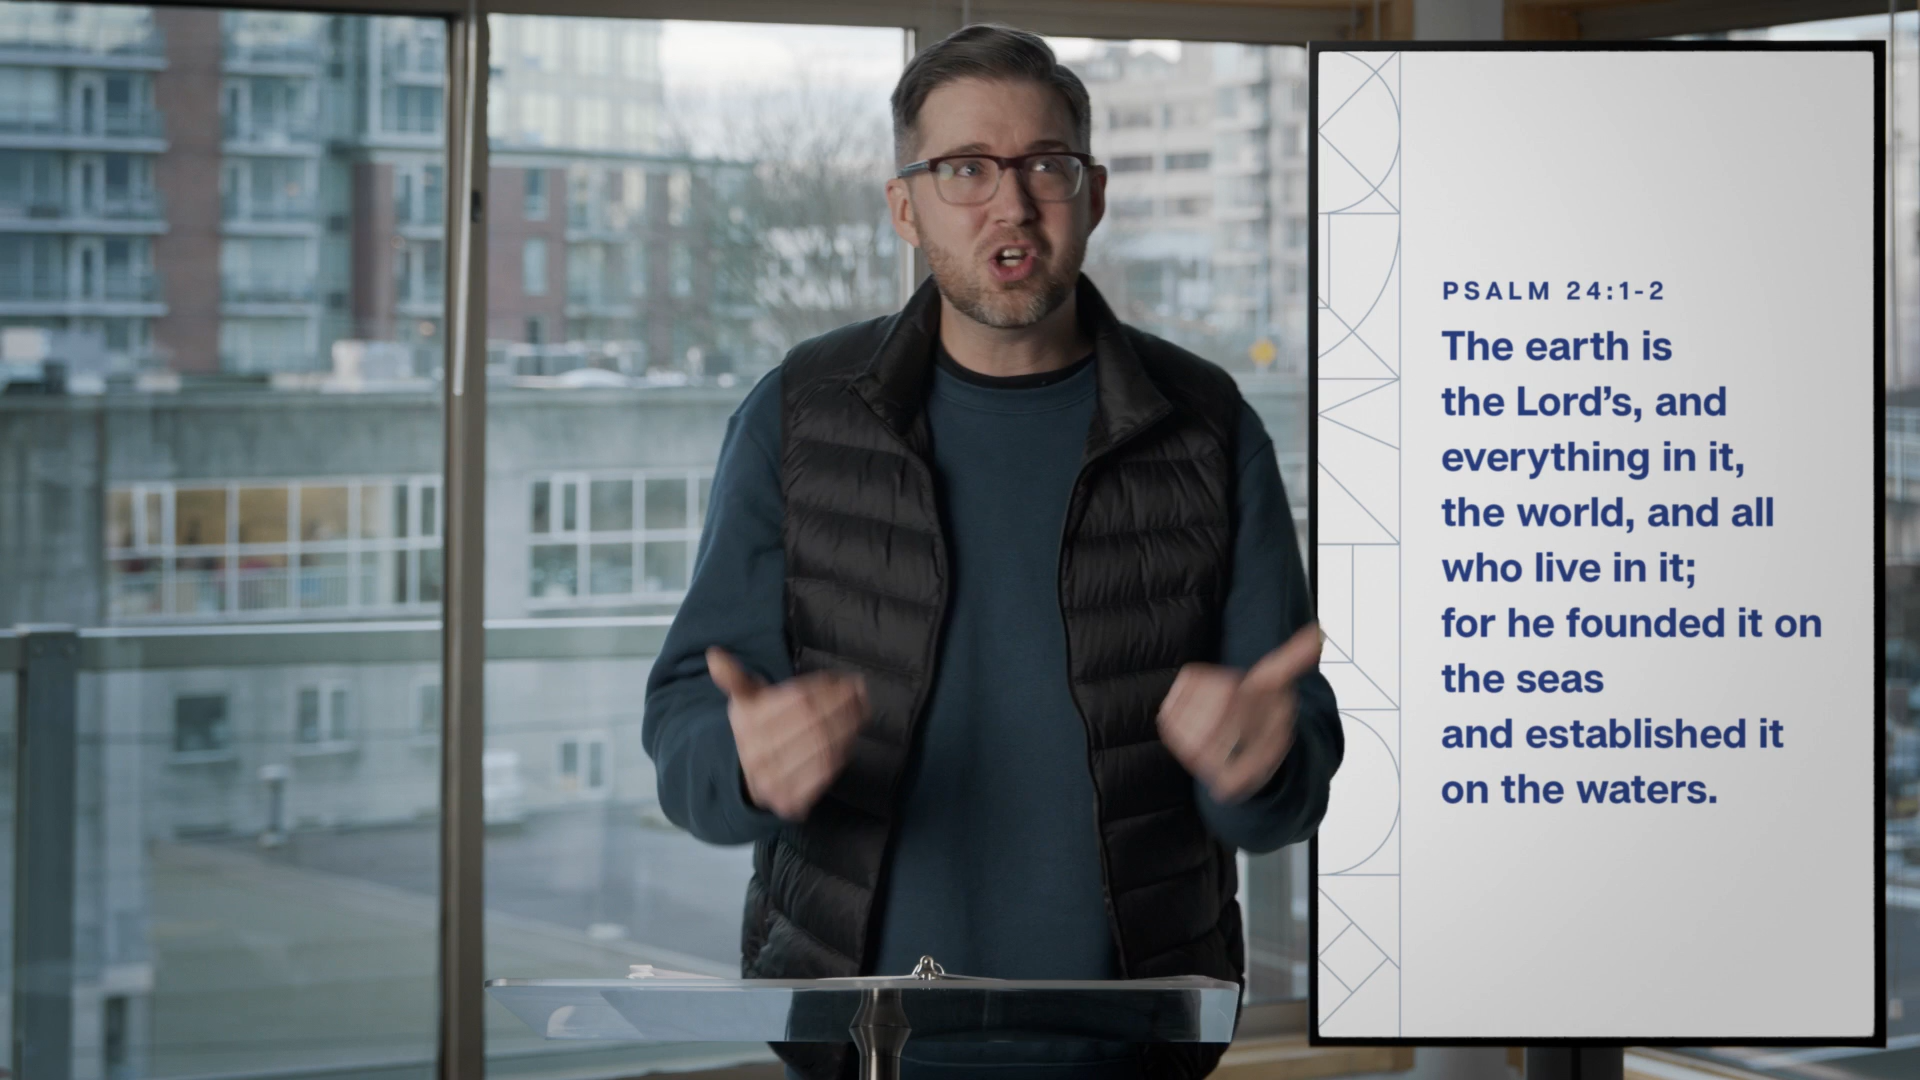 PSALM 24:1-2
The earth is
the Lord’s, and
everything in it,
the world, and all
who live in it;
for he founded it on
the seas
and established it
on the waters.